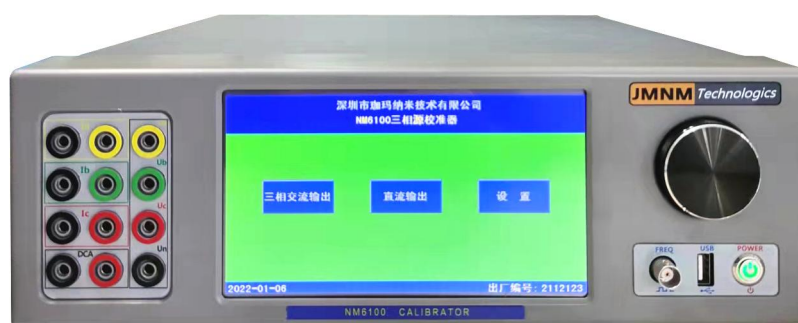 JMNM Technologics
深圳市珈玛纳米技术有限公司
NM6100三相源校准器
三相交流输出
直流输出
设 置
2022-01-06
出厂编号: 2112123
Ub
Ib
Uc
Ic
Un
DCA
FREQ
USB
POWER
NM6100 CALIBRATOR